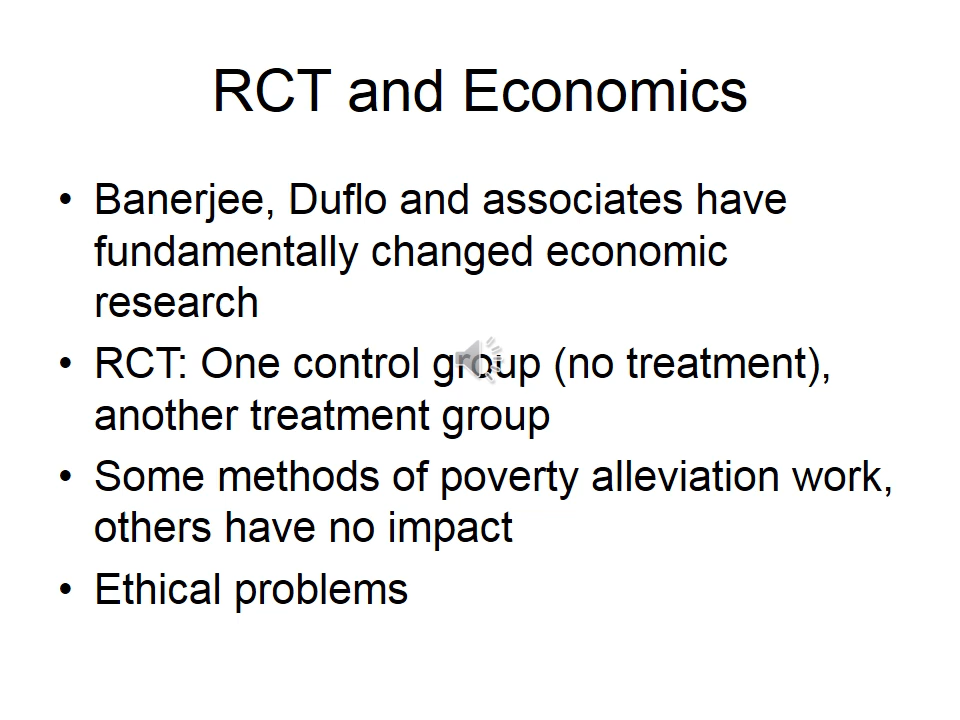 RCT and Economics
• Banerjee, Duflo and associates have
fundamentally changed economic
research
• RCT: One control group (no treatment),
another treatment group
• Some methods of poverty alleviation work,
others have no impact
• Ethical problems